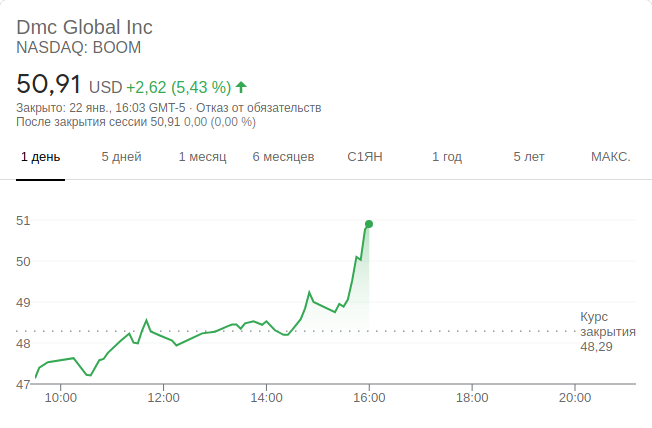 Dmc Global Inc
NASDAQ: BOOM
50,91 USD +2,62 (5,43 %)
Закрыто: 22 янв., 16:03 GMT-5 · Отказ от обязательств
После закрытия сессии 50,91 0,00 (0,00 %)
1 день 5 дней 1 месяц 6 месяцев С1ЯН 1 год 5 лет МАКС.
51
50
49
48
47
Курс
закрытия
48,29
10:00 12:00 14:00 16:00 18:00 20:00